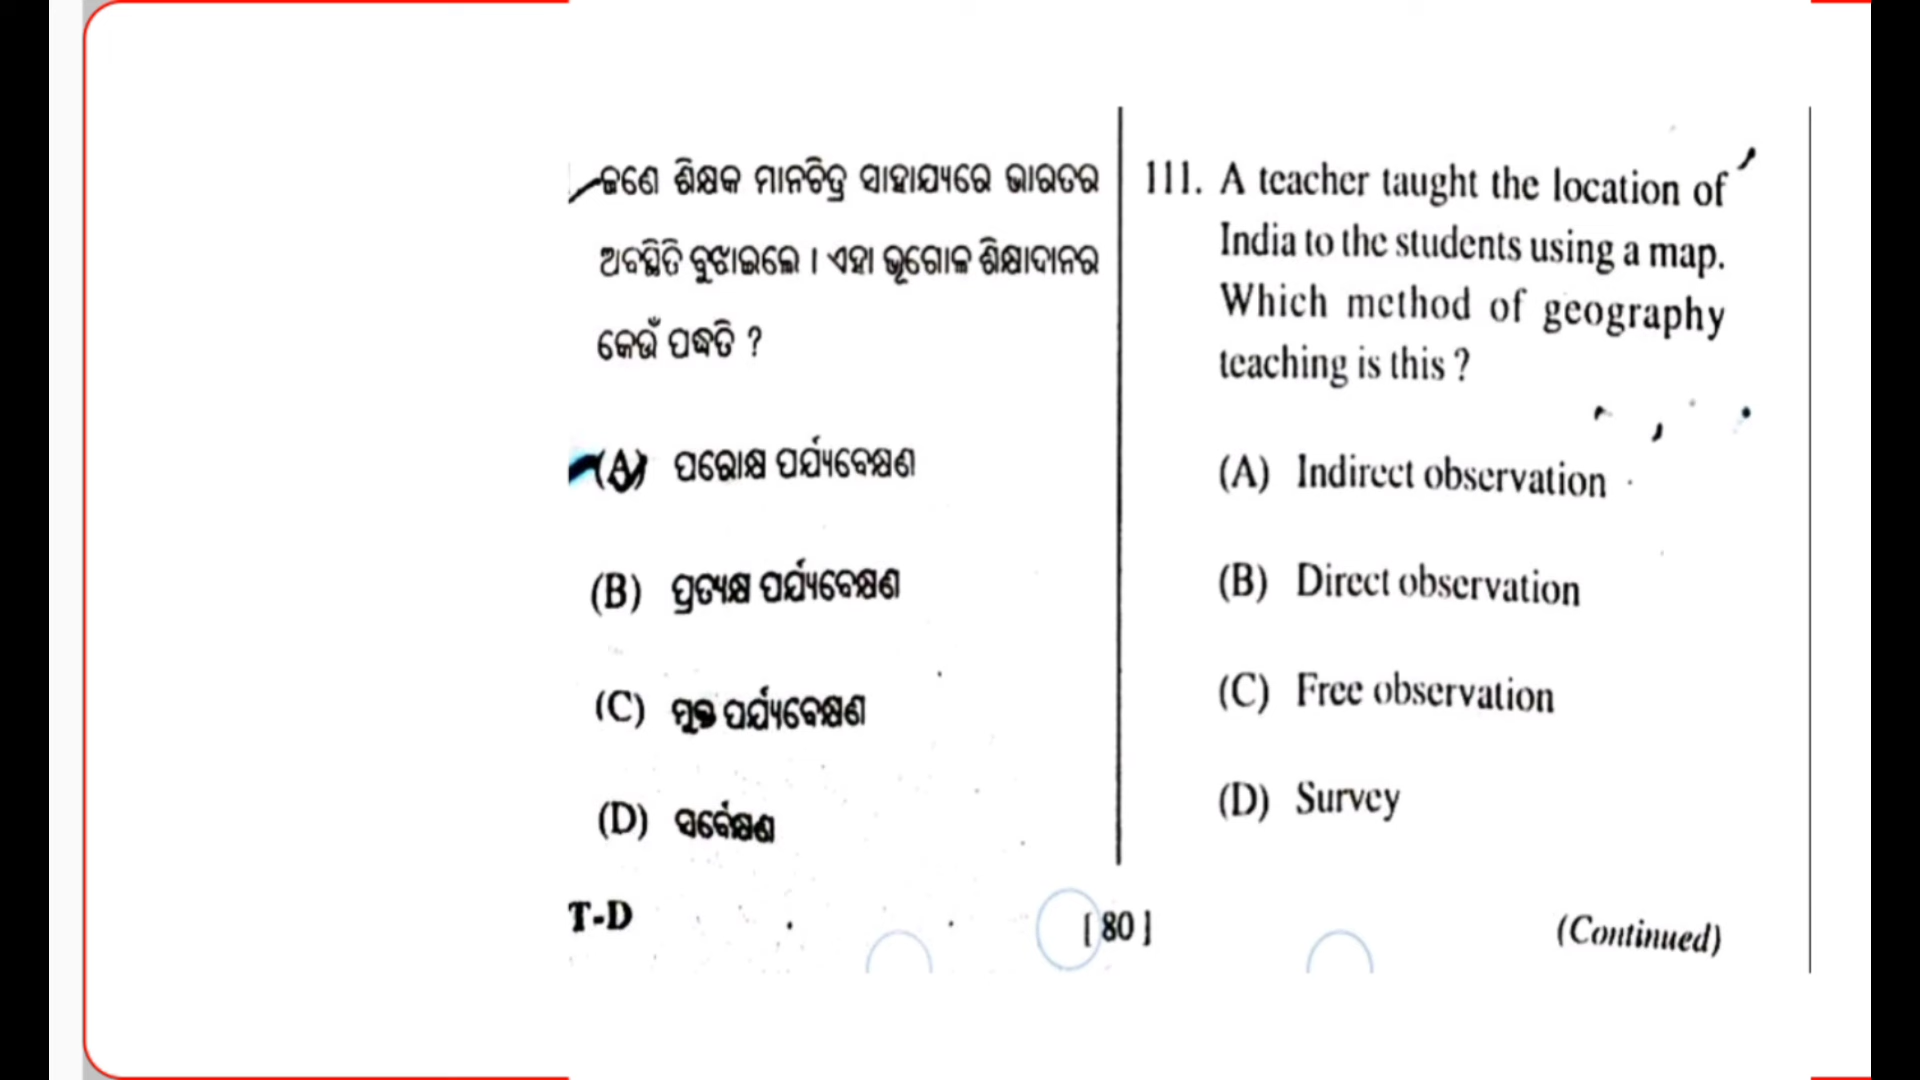 ଜଣେ ଶିକ୍ଷକ ମାନଚିତ୍ର ସାହାଯ୍ୟରେ ଭାରତର
ଅବସ୍ଥିତି ବୁଝାଇଲେ । ଏହା ଭୂଗୋଳ ଶିକ୍ଷାଦାନର
କେଉଁ ପଦ୍ଧତି ?
(A) ପରୋକ୍ଷ ପର୍ଯ୍ୟବେକ୍ଷଣ
(B) ପ୍ରତ୍ୟକ୍ଷ ପର୍ଯ୍ୟବେକ୍ଷଣ
(C) ମୁକ୍ତ ପର୍ଯ୍ୟବେକ୍ଷଣ
(D) ସର୍ବେକ୍ଷଣ
111. A teacher taught the location of
India to the students using a map.
Which method of geography
teaching is this ?
(A) Indirect observation
(B) Direct observation
(C) Free observation
(D) Survey
T-D
[ 80 ]
(Continued)